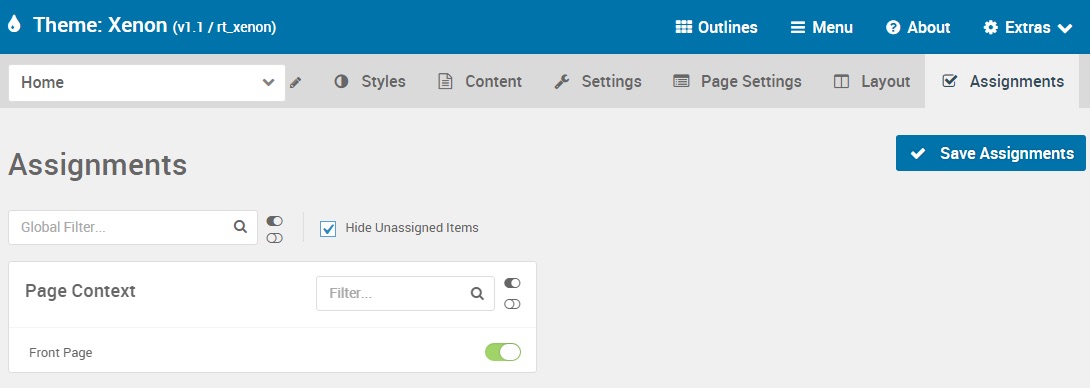 Theme: Xenon (v1.1 / rt_xenon)
Outlines
Menu
About
Extras
Home
Styles
Content
Settings
Page Settings
Layout
Assignments
Assignments
Save Assignments
Global Filter...
Hide Unassigned Items
Page Context
Filter...
Front Page